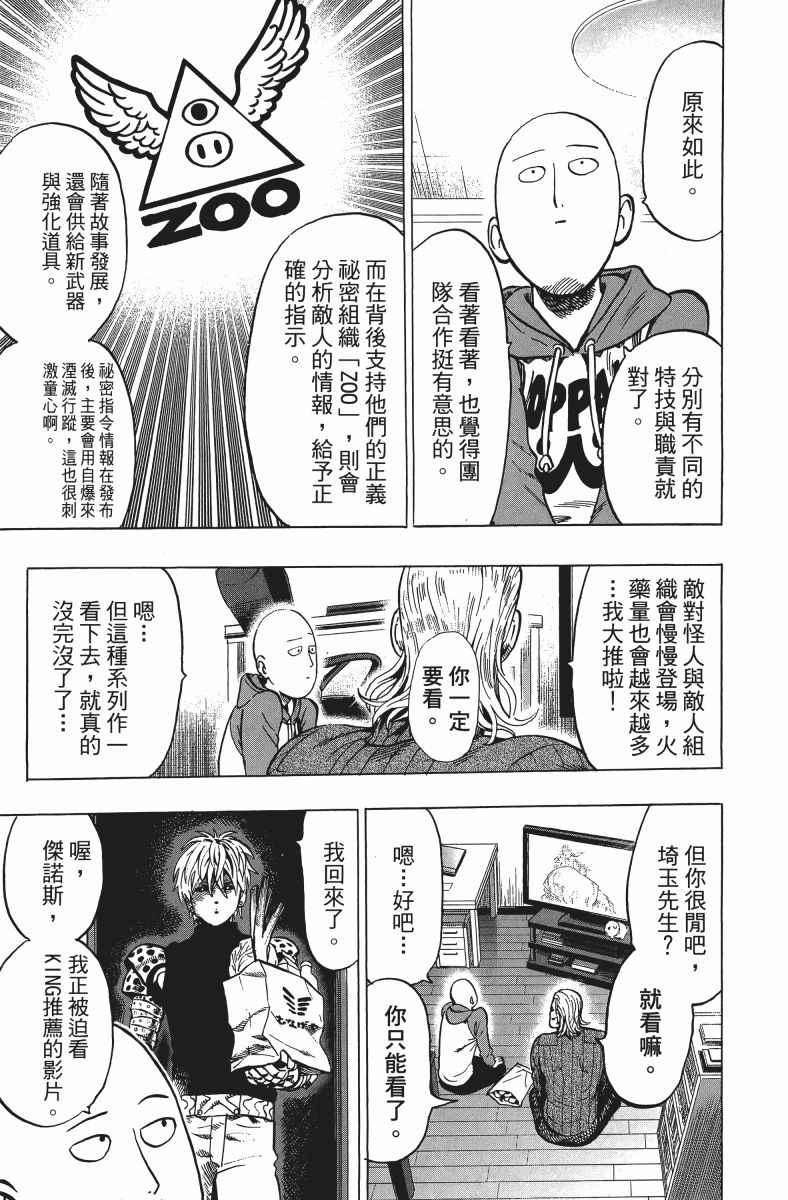 原來如此。
分別有不同的
特技與職責就
對了。
看著看著，也覺得團
隊合作挺有意思的。
OPPA
ZOO
而在背後支持他們的正義
祕密組織「ZOO」，則會
分析敵人的情報，給予正
確的指示。
隨著故事發展，
還會供給新武器
與強化道具。
祕密指令情報在發布
後，主要會用自爆來
湮滅行蹤，這也很刺
激童心啊。
敵對怪人與敵人組
織會慢慢登場，火
藥量也會越來越多
…我大推啦！
你一定
要看。
嗯…
但這種系列作一
看下去，就真的
沒完沒了了…
但你很閒吧，
埼玉先生？
就看嘛。
嗯…好吧…
你只能看了。
我回來了。
むなげや
喔，
傑諾斯，
我正被迫看
KING推薦的影片。